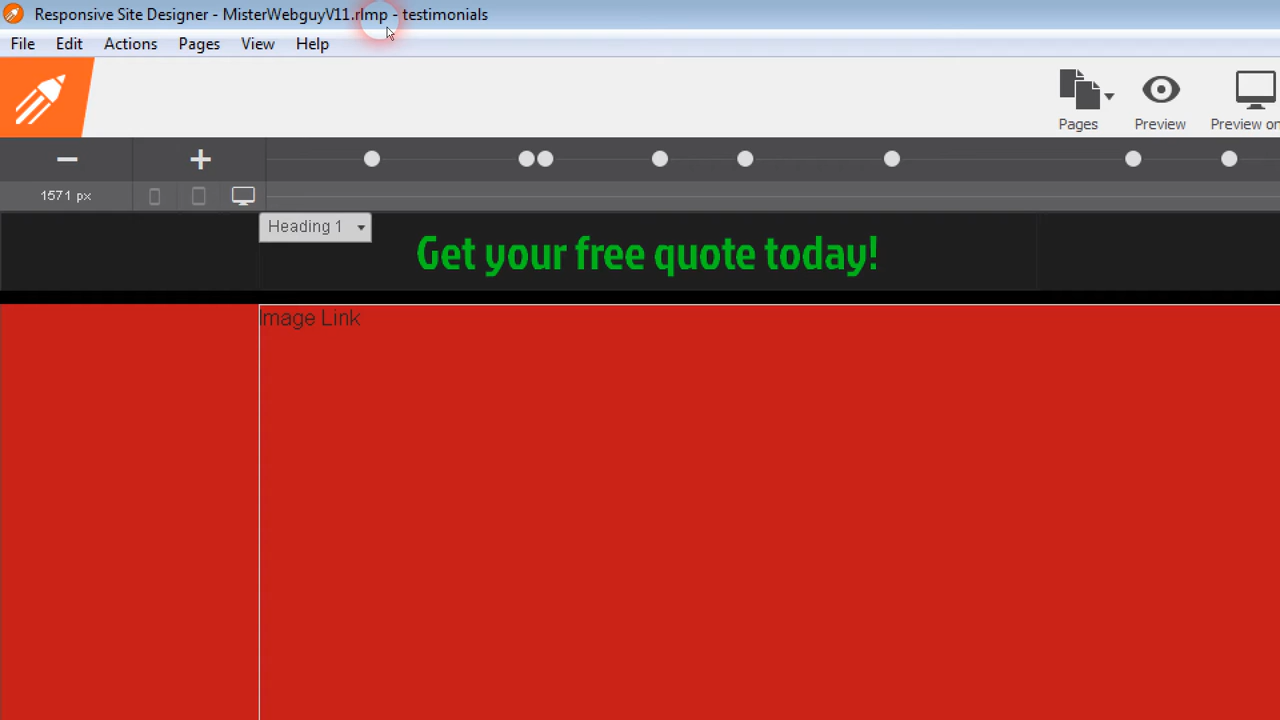 Responsive Site Designer - MisterWebguyV11.rlmp - testimonials
File Edit Actions Pages View Help
Pages Preview Preview on
1571 px
Heading 1
Get your free quote today!
Image Link